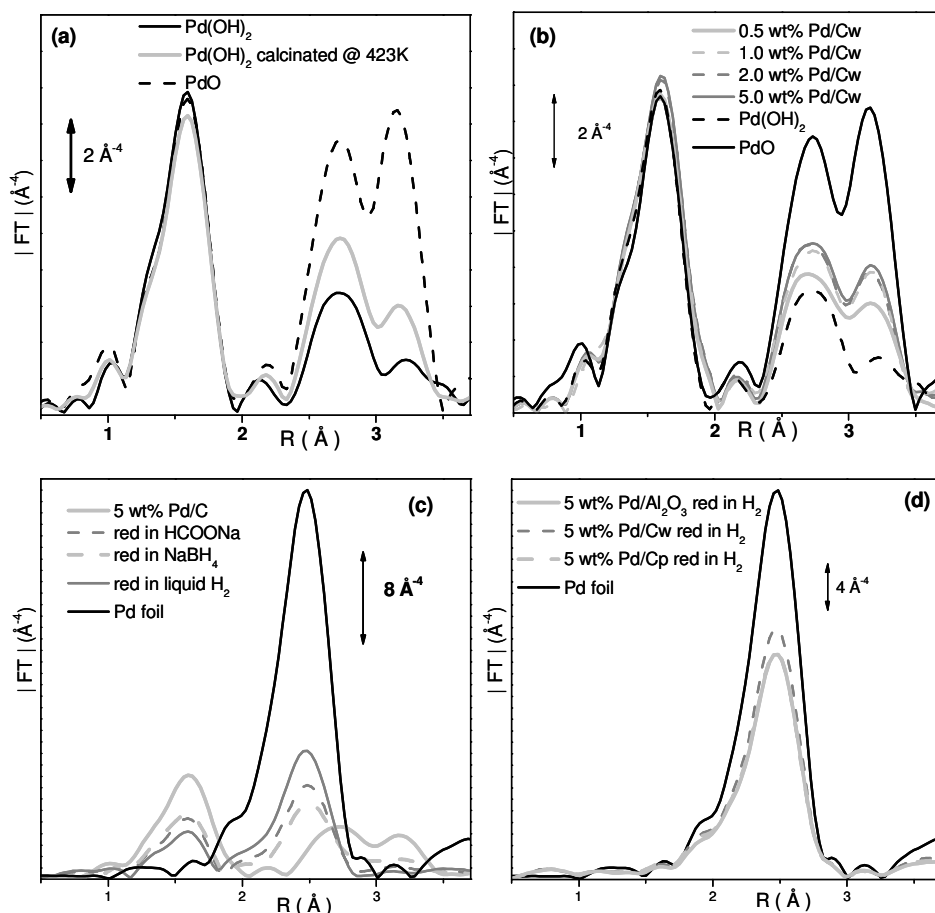 (a)
Pd(OH)₂
Pd(OH)₂ calcinated @ 423K
PdO
2 Å⁻⁴
| FT | (Å⁻⁴)
1 2 3
R ( Å )
(b)
0.5 wt% Pd/Cw
1.0 wt% Pd/Cw
2.0 wt% Pd/Cw
5.0 wt% Pd/Cw
Pd(OH)₂
PdO
2 Å⁻⁴
| FT | (Å⁻⁴)
1 2 3
R ( Å )
(c)
5 wt% Pd/C
red in HCOONa
red in NaBH₄
red in liquid H₂
Pd foil
8 Å⁻⁴
| FT | (Å⁻⁴)
1 2 3
R ( Å )
(d)
5 wt% Pd/Al₂O₃ red in H₂
5 wt% Pd/Cw red in H₂
5 wt% Pd/Cp red in H₂
Pd foil
4 Å⁻⁴
| FT | (Å⁻⁴)
1 2 3
R ( Å )